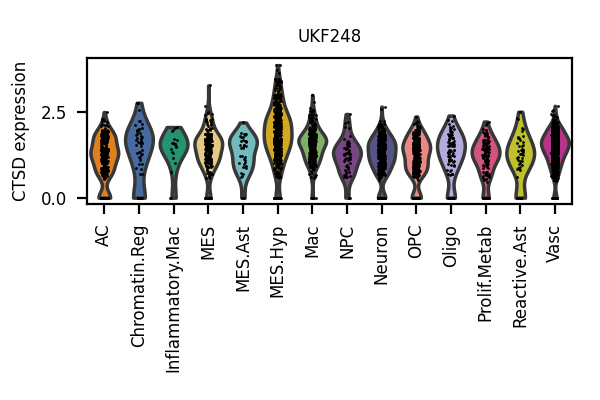 UKF248
CTSD expression
2.5
0.0
AC
Chromatin.Reg
Inflammatory.Mac
MES
MES.Ast
MES.Hyp
Mac
NPC
Neuron
OPC
Oligo
Prolif.Metab
Reactive.Ast
Vasc